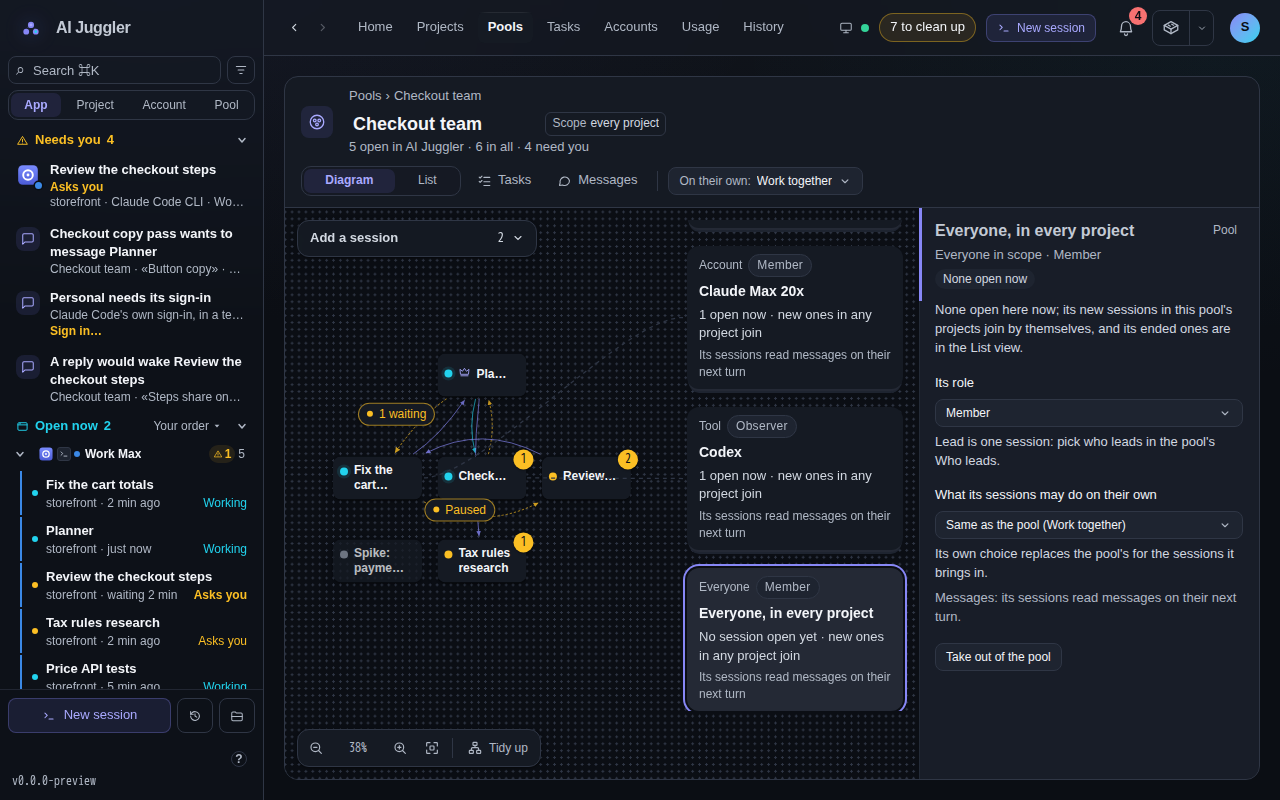 AI Juggler
Search ⌘K
App
Project
Account
Pool
Needs you 4
Review the checkout steps
Asks you
storefront · Claude Code CLI · Wo…
Checkout copy pass wants to
message Planner
Checkout team · «Button copy» · …
Personal needs its sign-in
Claude Code's own sign-in, in a te…
Sign in…
A reply would wake Review the
checkout steps
Checkout team · «Steps share on…
Open now 2
Your order
Work Max
1
5
Fix the cart totals
storefront · 2 min ago
Working
Planner
storefront · just now
Working
Review the checkout steps
storefront · waiting 2 min
Asks you
Tax rules research
storefront · 2 min ago
Asks you
Price API tests
storefront · 5 min ago
Working
New session
?
v0.0.0-preview
Home
Projects
Pools
Tasks
Accounts
Usage
History
7 to clean up
New session
4
S
Pools › Checkout team
Checkout team
Scope every project
5 open in AI Juggler · 6 in all · 4 need you
Diagram
List
Tasks
Messages
On their own: Work together
Add a session
2
Pla…
1 waiting
Fix the
cart…
1
Check…
2
Review…
Paused
Spike:
payme…
1
Tax rules
research
Account
Member
Claude Max 20x
1 open now · new ones in any
project join
Its sessions read messages on their
next turn
Tool
Observer
Codex
1 open now · new ones in any
project join
Its sessions read messages on their
next turn
Everyone
Member
Everyone, in every project
No session open yet · new ones
in any project join
Its sessions read messages on their
next turn
38%
Tidy up
Everyone, in every project
Pool
Everyone in scope · Member
None open now
None open here now; its new sessions in this pool's
projects join by themselves, and its ended ones are
in the List view.
Its role
Member
Lead is one session: pick who leads in the pool's
Who leads.
What its sessions may do on their own
Same as the pool (Work together)
Its own choice replaces the pool's for the sessions it
brings in.
Messages: its sessions read messages on their next
turn.
Take out of the pool